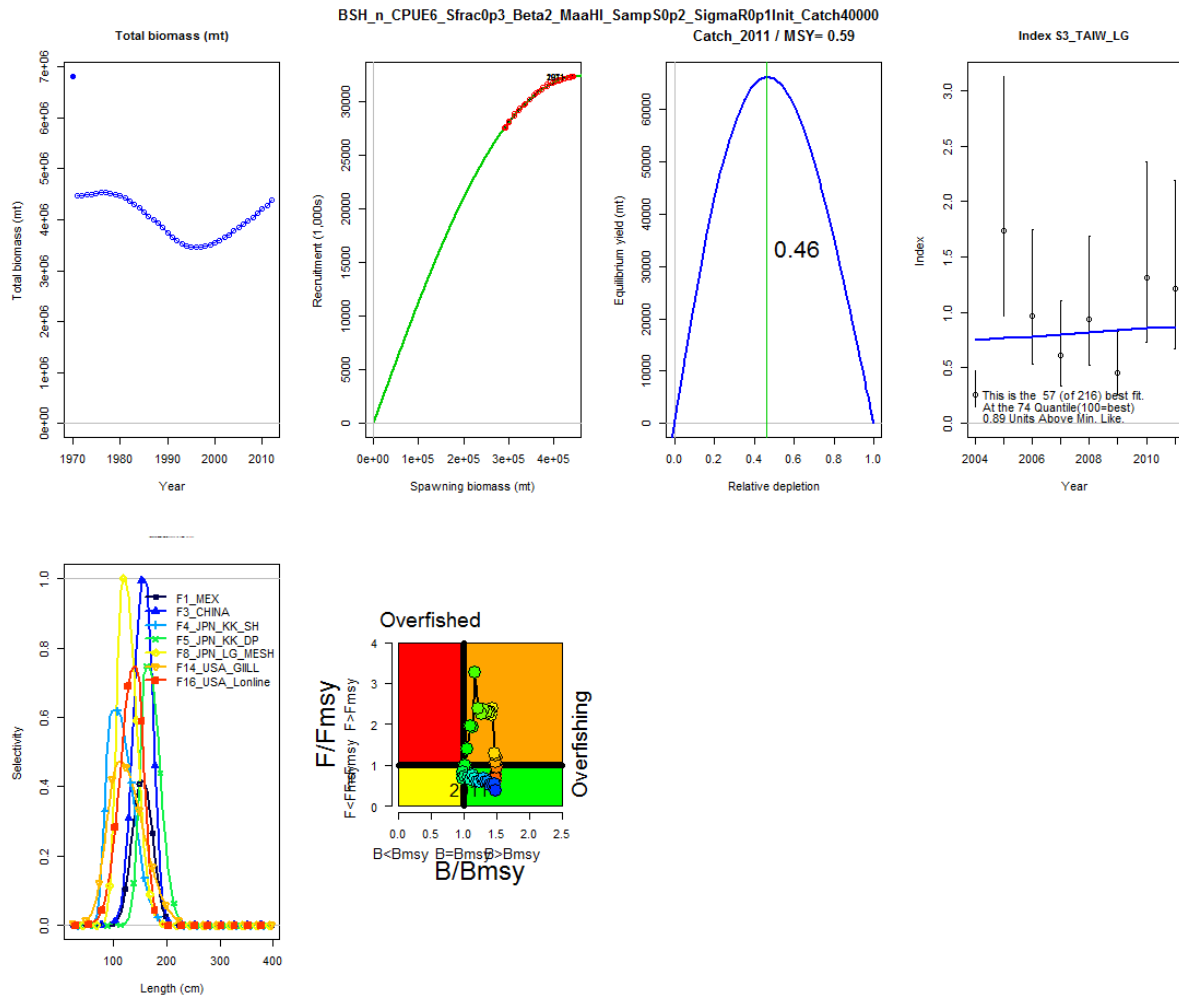 BSH_n_CPUE6_Sfrac0p3_Beta2_MaaHI_SampS0p2_SigmaR0p1Init_Catch40000
Total biomass (mt)
Catch_2011 / MSY= 0.59
Index S3_TAIW_LG
Total biomass (mt)
0e+00
1e+06
2e+06
3e+06
4e+06
5e+06
6e+06
7e+06
1970
1980
1990
2000
2010
Year
Recruitment (1,000s)
0
5000
10000
15000
20000
25000
30000
0e+00
1e+05
2e+05
3e+05
4e+05
Spawning biomass (mt)
Equilibrium yield (mt)
0
10000
20000
30000
40000
50000
60000
0.46
0.0
0.2
0.4
0.6
0.8
1.0
Relative depletion
Index
0.0
0.5
1.0
1.5
2.0
2.5
3.0
This is the 57 (of 216) best fit.
At the 74 Quantile(100=best)
0.89 Units Above Min. Like.
2004
2006
2008
2010
Year
Selectivity
0.0
0.2
0.4
0.6
0.8
1.0
F1_MEX
F3_CHINA
F4_JPN_KK_SH
F5_JPN_KK_DP
F8_JPN_LG_MESH
F14_USA_GIILL
F16_USA_Lonline
100
200
300
400
Length (cm)
Overfished
Overfishing
F/Fmsy
F<Fmsy
F>Fmsy
0
1
2
3
4
0.0
0.5
1.0
1.5
2.0
2.5
B<Bmsy
B=Bmsy
B>Bmsy
B/Bmsy